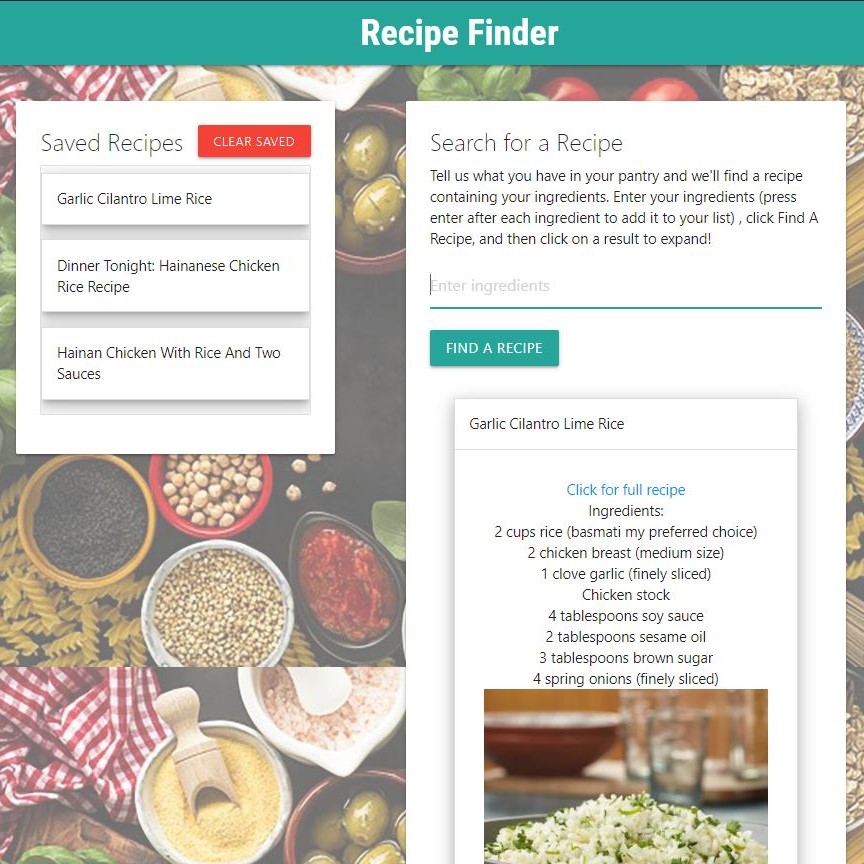 Recipe Finder
Saved Recipes
CLEAR SAVED
Garlic Cilantro Lime Rice
Dinner Tonight: Hainanese Chicken
Rice Recipe
Hainan Chicken With Rice And Two
Sauces
Search for a Recipe
Tell us what you have in your pantry and we'll find a recipe
containing your ingredients. Enter your ingredients (press
enter after each ingredient to add it to your list) , click Find A
Recipe, and then click on a result to expand!
Enter ingredients
FIND A RECIPE
Garlic Cilantro Lime Rice
Click for full recipe
Ingredients:
2 cups rice (basmati my preferred choice)
2 chicken breast (medium size)
1 clove garlic (finely sliced)
Chicken stock
4 tablespoons soy sauce
2 tablespoons sesame oil
3 tablespoons brown sugar
4 spring onions (finely sliced)